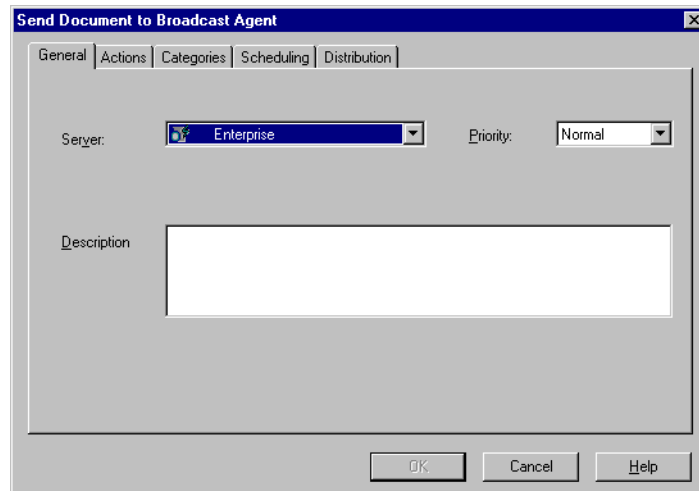 Send Document to Broadcast Agent
General Actions Categories Scheduling Distribution
Server: Enterprise Priority: Normal
Description
OK Cancel Help